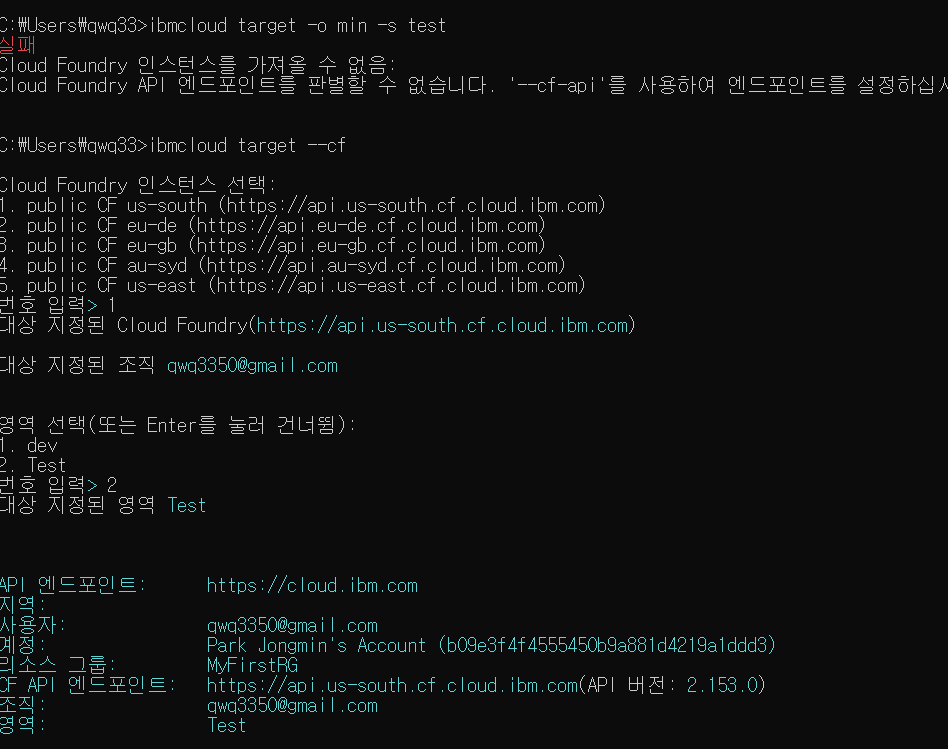 C:\Users\qwq33>ibmcloud target -o min -s test
실패
Cloud Foundry 인스턴스를 가져올 수 없음:
Cloud Foundry API 엔드포인트를 판별할 수 없습니다. '--cf-api'를 사용하여 엔드포인트를 설정하십시
C:\Users\qwq33>ibmcloud target --cf
Cloud Foundry 인스턴스 선택:
1. public CF us-south (https://api.us-south.cf.cloud.ibm.com)
2. public CF eu-de (https://api.eu-de.cf.cloud.ibm.com)
3. public CF eu-gb (https://api.eu-gb.cf.cloud.ibm.com)
4. public CF au-syd (https://api.au-syd.cf.cloud.ibm.com)
5. public CF us-east (https://api.us-east.cf.cloud.ibm.com)
번호 입력> 1
대상 지정된 Cloud Foundry(https://api.us-south.cf.cloud.ibm.com)
대상 지정된 조직 qwq3350@gmail.com
영역 선택(또는 Enter를 눌러 건너뜀):
1. dev
2. Test
번호 입력> 2
대상 지정된 영역 Test
API 엔드포인트: https://cloud.ibm.com
지역:
사용자: qwq3350@gmail.com
계정: Park Jongmin's Account (b09e3f4f4555450b9a881d4219a1ddd3)
리소스 그룹: MyFirstRG
CF API 엔드포인트: https://api.us-south.cf.cloud.ibm.com(API 버전: 2.153.0)
조직: qwq3350@gmail.com
영역: Test